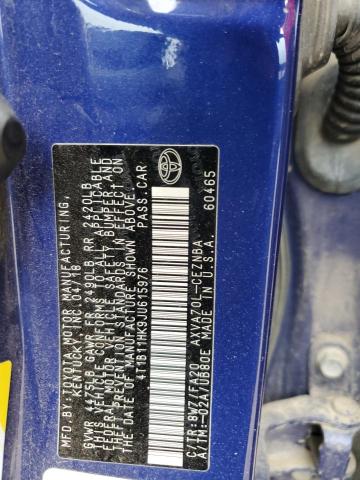 MFD. BY: TOYOTA MOTOR MANUFACTURING,
KENTUCKY, INC. 04/18
GVWR 4475LB GAWR FR 2490LB RR 2420LB
THIS VEHICLE CONFORMS TO ALL APPLICABLE
FEDERAL MOTOR VEHICLE SAFETY, BUMPER, AND
THEFT PREVENTION STANDARDS IN EFFECT ON
THE DATE OF MANUFACTURE SHOWN ABOVE.
4T1B11HK9JU615976 PASS.CAR
60465
C/TR:8W7/FA20 AXVA70L-CEZNBA
A/TM:-02A/UB80E MADE IN U.S.A.